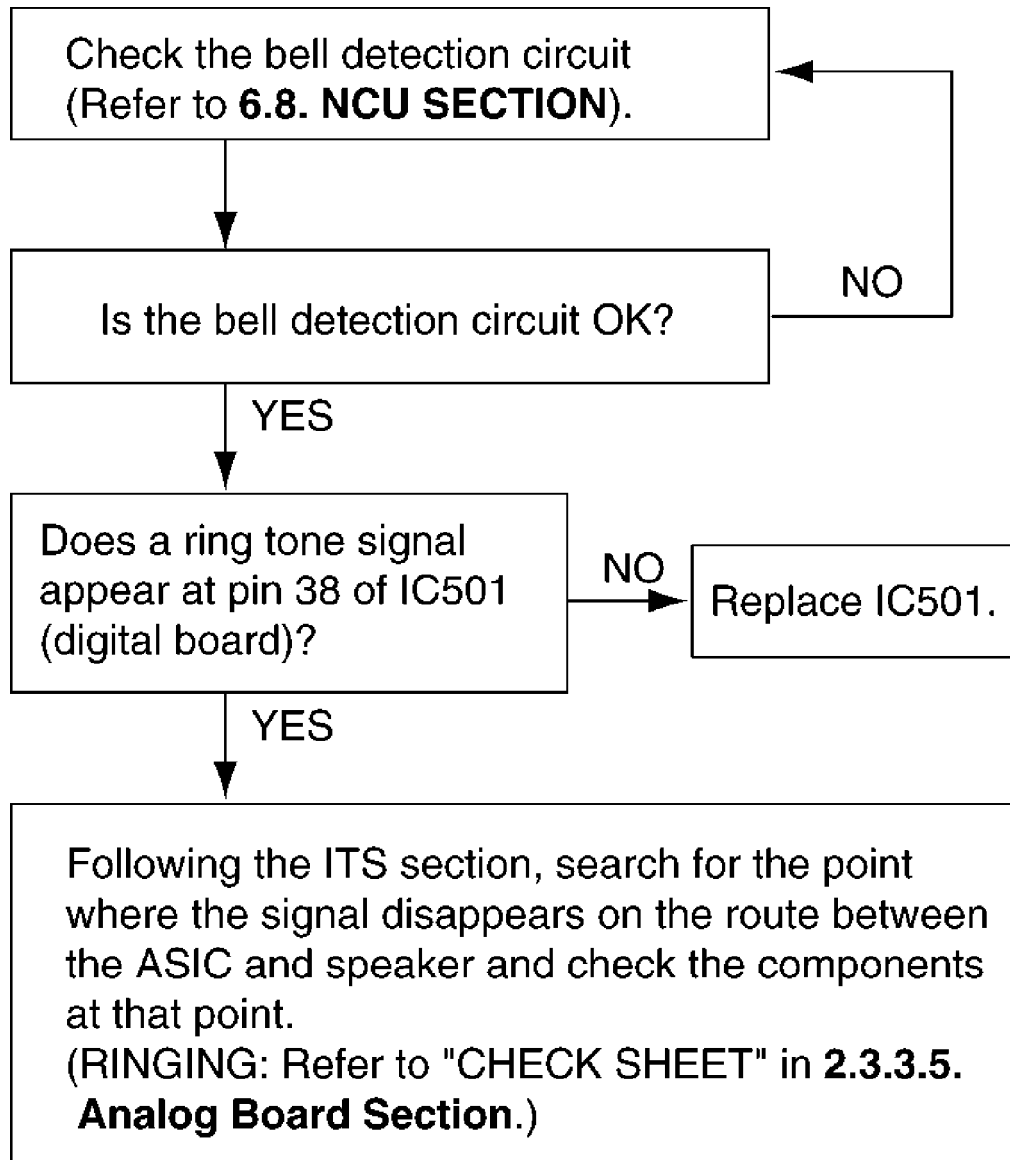 Check the bell detection circuit
(Refer to 6.8. NCU SECTION).
Is the bell detection circuit OK?
NO
YES
Does a ring tone signal
appear at pin 38 of IC501
(digital board)?
NO
Replace IC501.
YES
Following the ITS section, search for the point
where the signal disappears on the route between
the ASIC and speaker and check the components
at that point.
(RINGING: Refer to "CHECK SHEET" in 2.3.3.5.
Analog Board Section.)